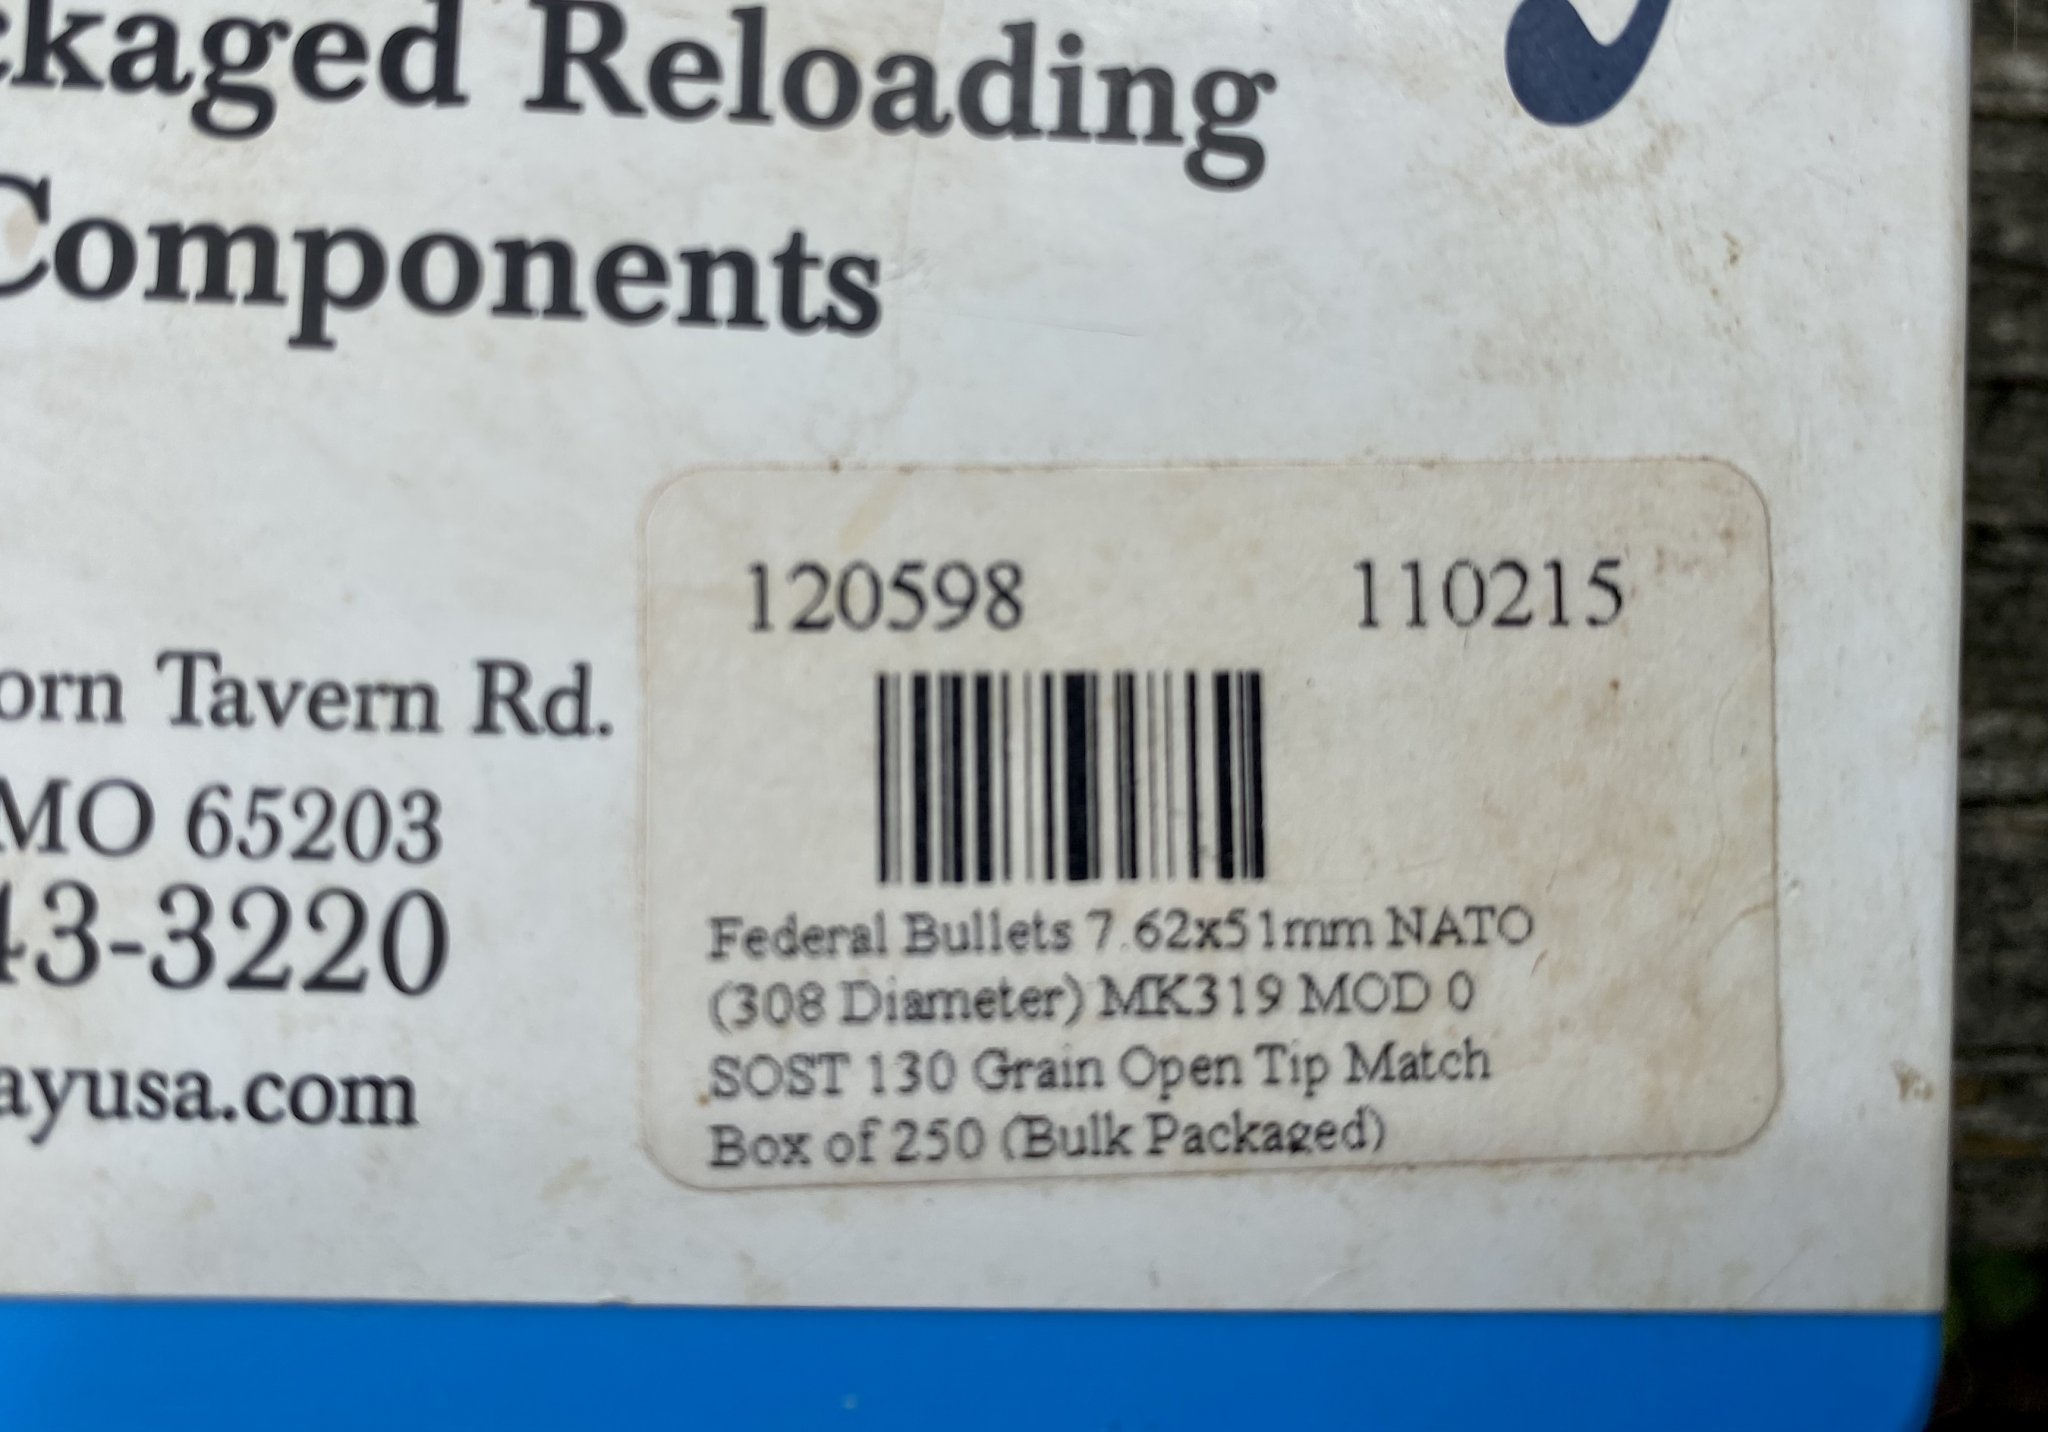 ckaged Reloading
Components
120598 110215
orn Tavern Rd.
MO 65203
43-3220
ayusa.com
Federal Bullets 7.62x51mm NATO
(308 Diameter) MK319 MOD 0
SOST 130 Grain Open Tip Match
Box of 250 (Bulk Packaged)